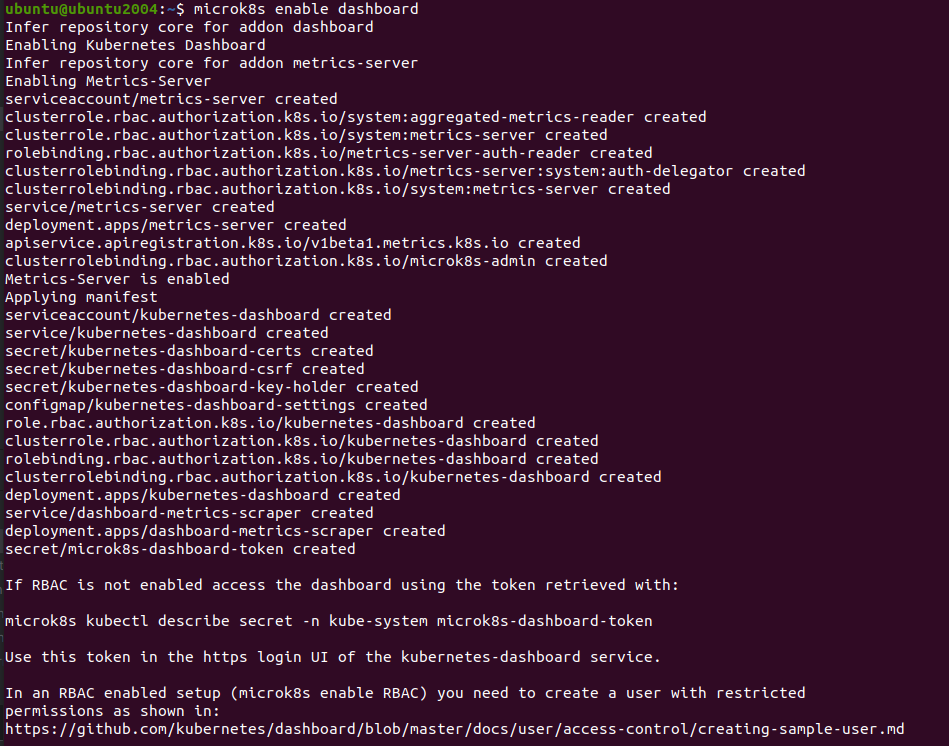 ubuntu@ubuntu2004:~$ microk8s enable dashboard
Infer repository core for addon dashboard
Enabling Kubernetes Dashboard
Infer repository core for addon metrics-server
Enabling Metrics-Server
serviceaccount/metrics-server created
clusterrole.rbac.authorization.k8s.io/system:aggregated-metrics-reader created
clusterrole.rbac.authorization.k8s.io/system:metrics-server created
rolebinding.rbac.authorization.k8s.io/metrics-server-auth-reader created
clusterrolebinding.rbac.authorization.k8s.io/metrics-server:system:auth-delegator created
clusterrolebinding.rbac.authorization.k8s.io/system:metrics-server created
service/metrics-server created
deployment.apps/metrics-server created
apiservice.apiregistration.k8s.io/v1beta1.metrics.k8s.io created
clusterrolebinding.rbac.authorization.k8s.io/microk8s-admin created
Metrics-Server is enabled
Applying manifest
serviceaccount/kubernetes-dashboard created
service/kubernetes-dashboard created
secret/kubernetes-dashboard-certs created
secret/kubernetes-dashboard-csrf created
secret/kubernetes-dashboard-key-holder created
configmap/kubernetes-dashboard-settings created
role.rbac.authorization.k8s.io/kubernetes-dashboard created
clusterrole.rbac.authorization.k8s.io/kubernetes-dashboard created
rolebinding.rbac.authorization.k8s.io/kubernetes-dashboard created
clusterrolebinding.rbac.authorization.k8s.io/kubernetes-dashboard created
deployment.apps/kubernetes-dashboard created
service/dashboard-metrics-scraper created
deployment.apps/dashboard-metrics-scraper created
secret/microk8s-dashboard-token created
If RBAC is not enabled access the dashboard using the token retrieved with:
microk8s kubectl describe secret -n kube-system microk8s-dashboard-token
Use this token in the https login UI of the kubernetes-dashboard service.
In an RBAC enabled setup (microk8s enable RBAC) you need to create a user with restricted
permissions as shown in:
https://github.com/kubernetes/dashboard/blob/master/docs/user/access-control/creating-sample-user.md